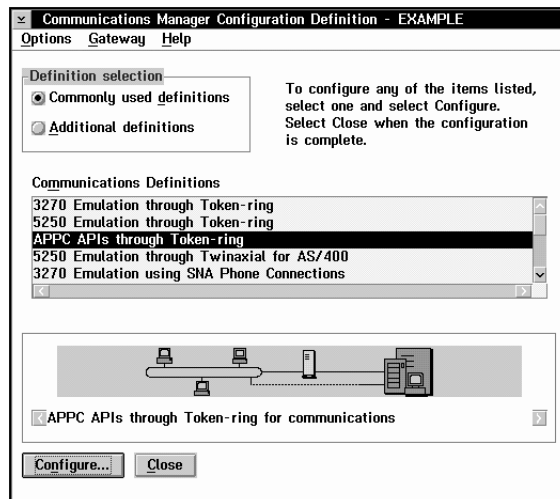 Communications Manager Configuration Definition - EXAMPLE
Options Gateway Help
Definition selection
Commonly used definitions
Additional definitions
To configure any of the items listed,
select one and select Configure.
Select Close when the configuration
is complete.
Communications Definitions
3270 Emulation through Token-ring
5250 Emulation through Token-ring
APPC APIs through Token-ring
5250 Emulation through Twinaxial for AS/400
3270 Emulation using SNA Phone Connections
APPC APIs through Token-ring for communications
Configure... Close